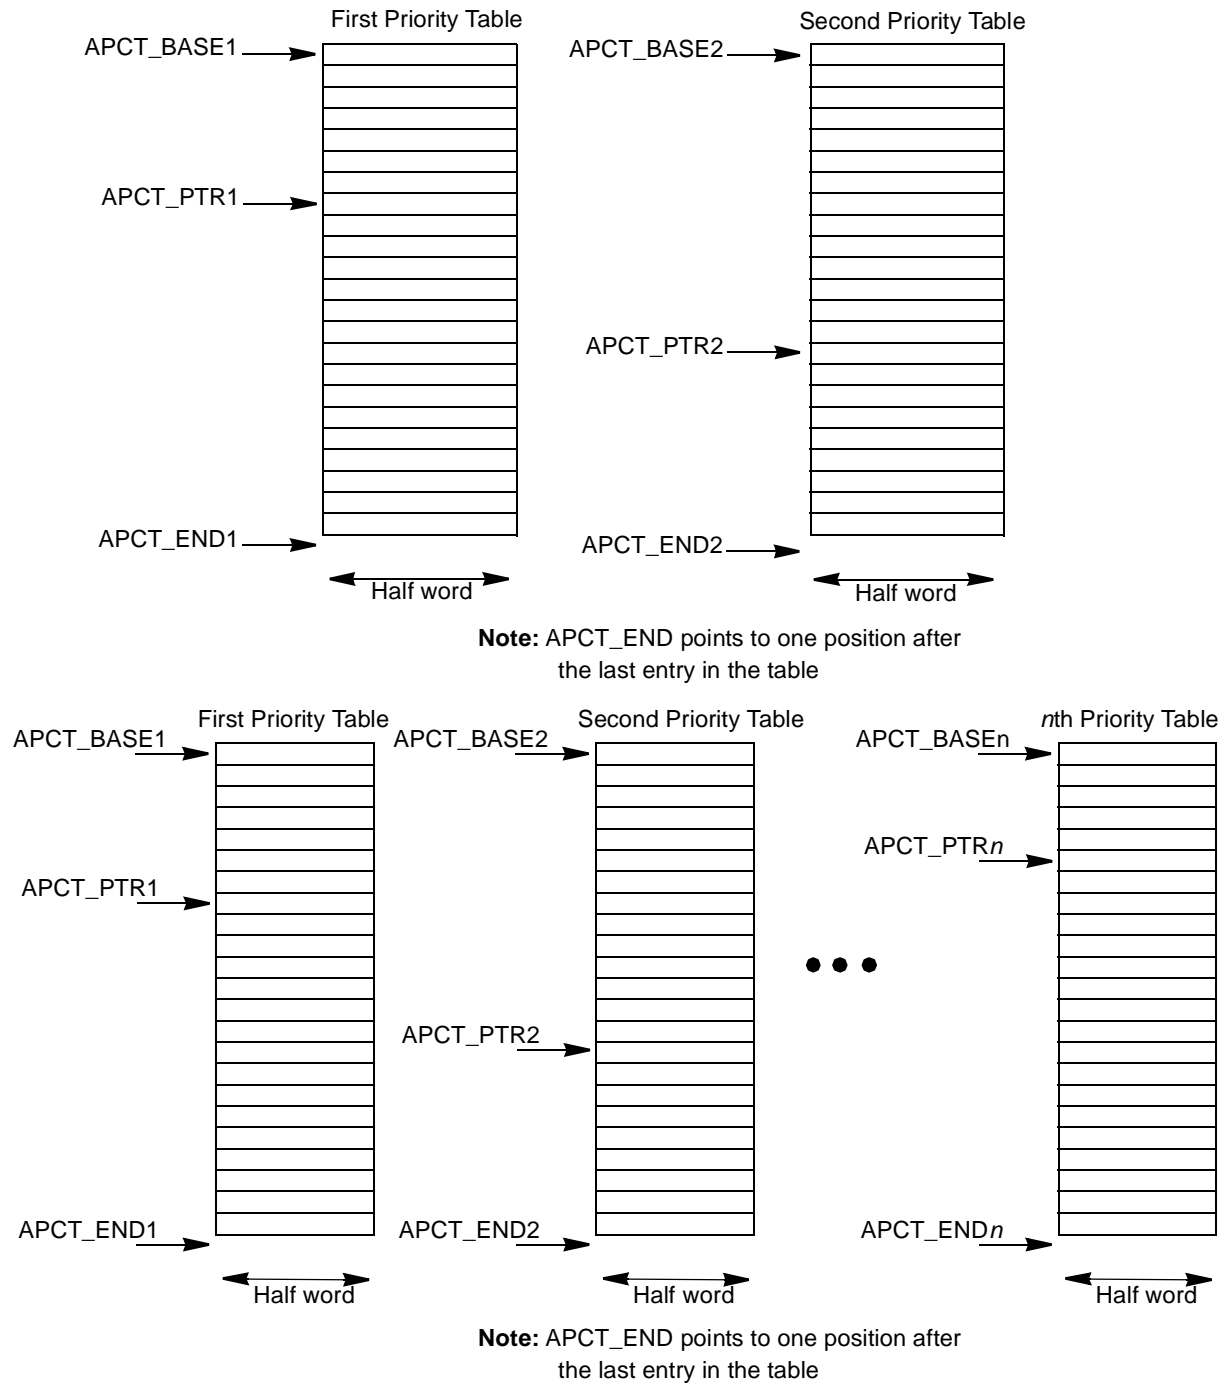 First Priority Table
Second Priority Table
APCT_BASE1
APCT_BASE2
APCT_PTR1
APCT_PTR2
APCT_END1
APCT_END2
Half word
Half word
Note: APCT_END points to one position after
the last entry in the table
First Priority Table
Second Priority Table
nth Priority Table
APCT_BASE1
APCT_BASE2
APCT_BASEn
APCT_PTRn
APCT_PTR1
APCT_PTR2
APCT_END1
APCT_END2
APCT_ENDn
Half word
Half word
Half word
Note: APCT_END points to one position after
the last entry in the table